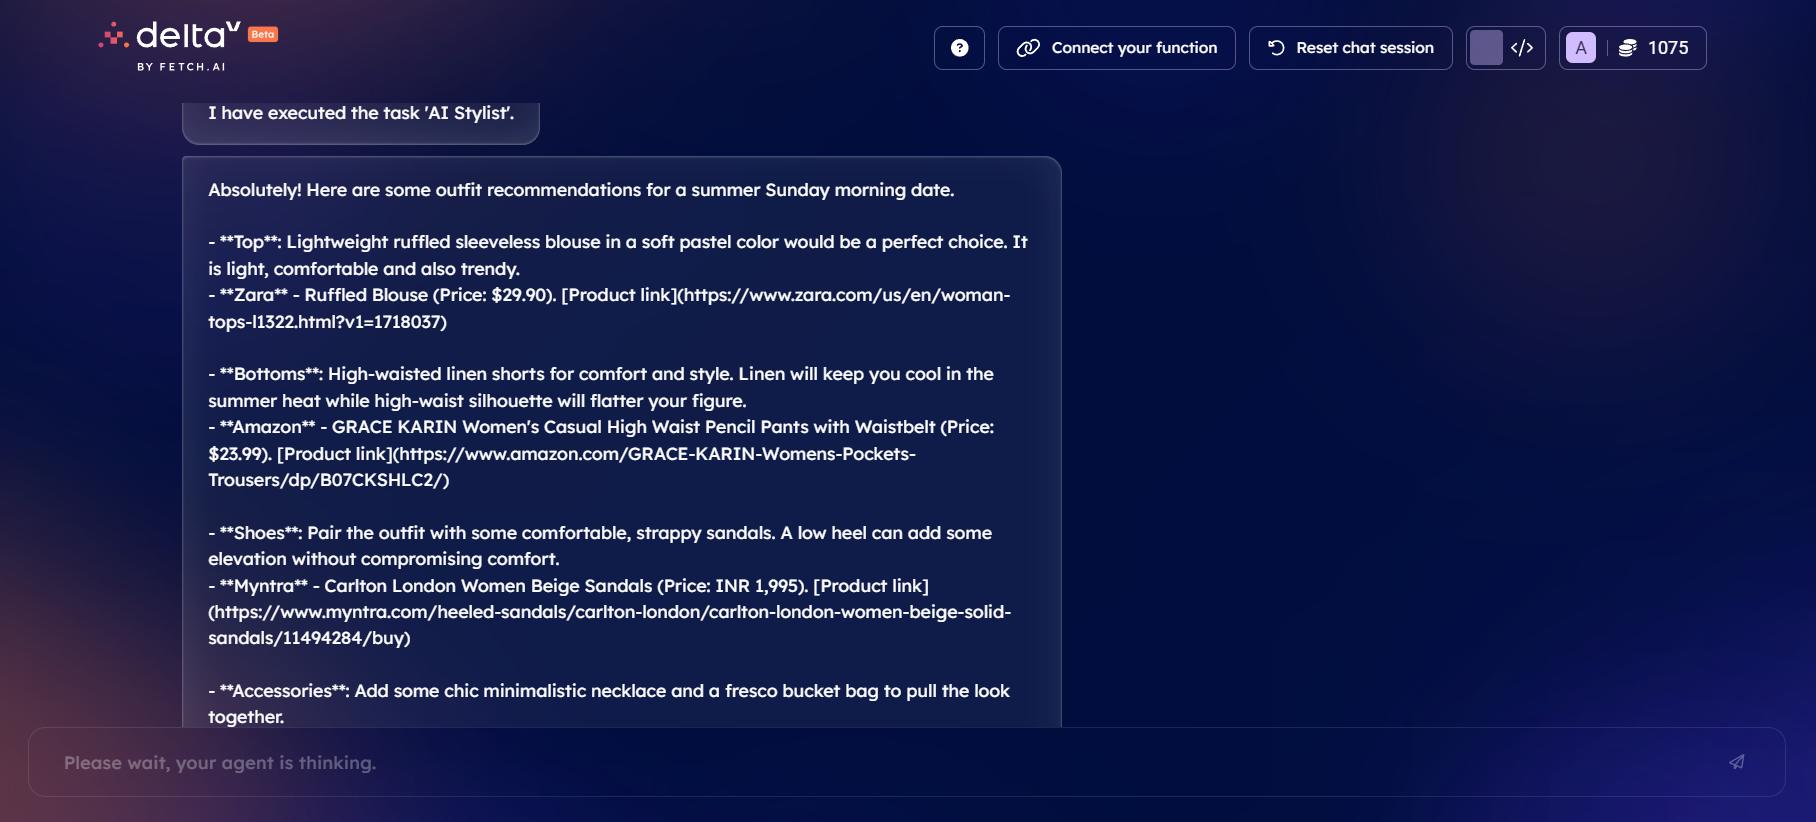 deltaV Beta
BY FETCH.AI
? Connect your function Reset chat session </> A 1075
I have executed the task 'AI Stylist'.
Absolutely! Here are some outfit recommendations for a summer Sunday morning date.
- **Top**: Lightweight ruffled sleeveless blouse in a soft pastel color would be a perfect choice. It
is light, comfortable and also trendy.
- **Zara** - Ruffled Blouse (Price: $29.90). [Product link](https://www.zara.com/us/en/woman-
tops-l1322.html?v1=1718037)
- **Bottoms**: High-waisted linen shorts for comfort and style. Linen will keep you cool in the
summer heat while high-waist silhouette will flatter your figure.
- **Amazon** - GRACE KARIN Women's Casual High Waist Pencil Pants with Waistbelt (Price:
$23.99). [Product link](https://www.amazon.com/GRACE-KARIN-Womens-Pockets-
Trousers/dp/B07CKSHLC2/)
- **Shoes**: Pair the outfit with some comfortable, strappy sandals. A low heel can add some
elevation without compromising comfort.
- **Myntra** - Carlton London Women Beige Sandals (Price: INR 1,995). [Product link]
(https://www.myntra.com/heeled-sandals/carlton-london/carlton-london-women-beige-solid-
sandals/11494284/buy)
- **Accessories**: Add some chic minimalistic necklace and a fresco bucket bag to pull the look
together.
Please wait, your agent is thinking.